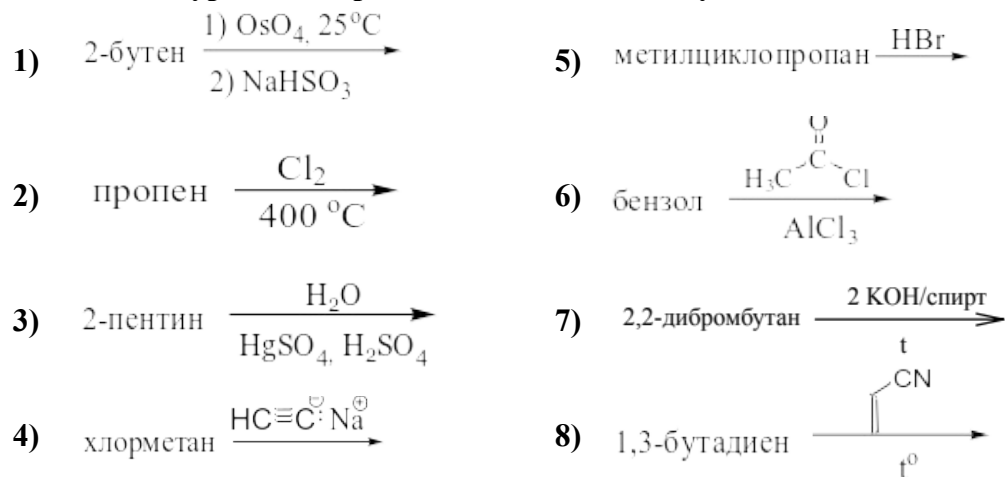 1) 2-бутен 1) OsO₄, 25°C
2) NaHSO₃
2) пропен Cl₂
400 °C
3) 2-пентин H₂O
HgSO₄, H₂SO₄
4) хлорметан HC≡C:⊖ Na⊕
5) метилциклопропан HBr
6) бензол O
H₃C C Cl
AlCl₃
7) 2,2-дибромбутан 2 KOH/спирт
t
8) 1,3-бутадиен CN
t°